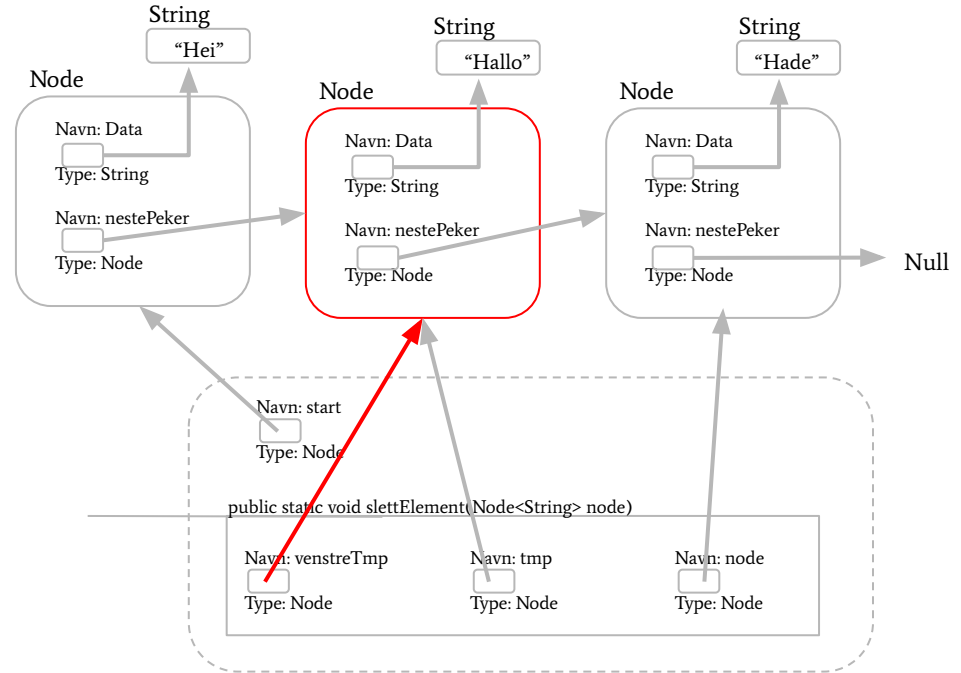 String
“Hei”
Node
Navn: Data
Type: String
Navn: nestePeker
Type: Node
String
“Hallo”
Node
Navn: Data
Type: String
Navn: nestePeker
Type: Node
String
“Hade”
Node
Navn: Data
Type: String
Navn: nestePeker
Type: Node
Null
Navn: start
Type: Node
public static void slettElement(Node<String> node)
Navn: venstreTmp
Type: Node
Navn: tmp
Type: Node
Navn: node
Type: Node